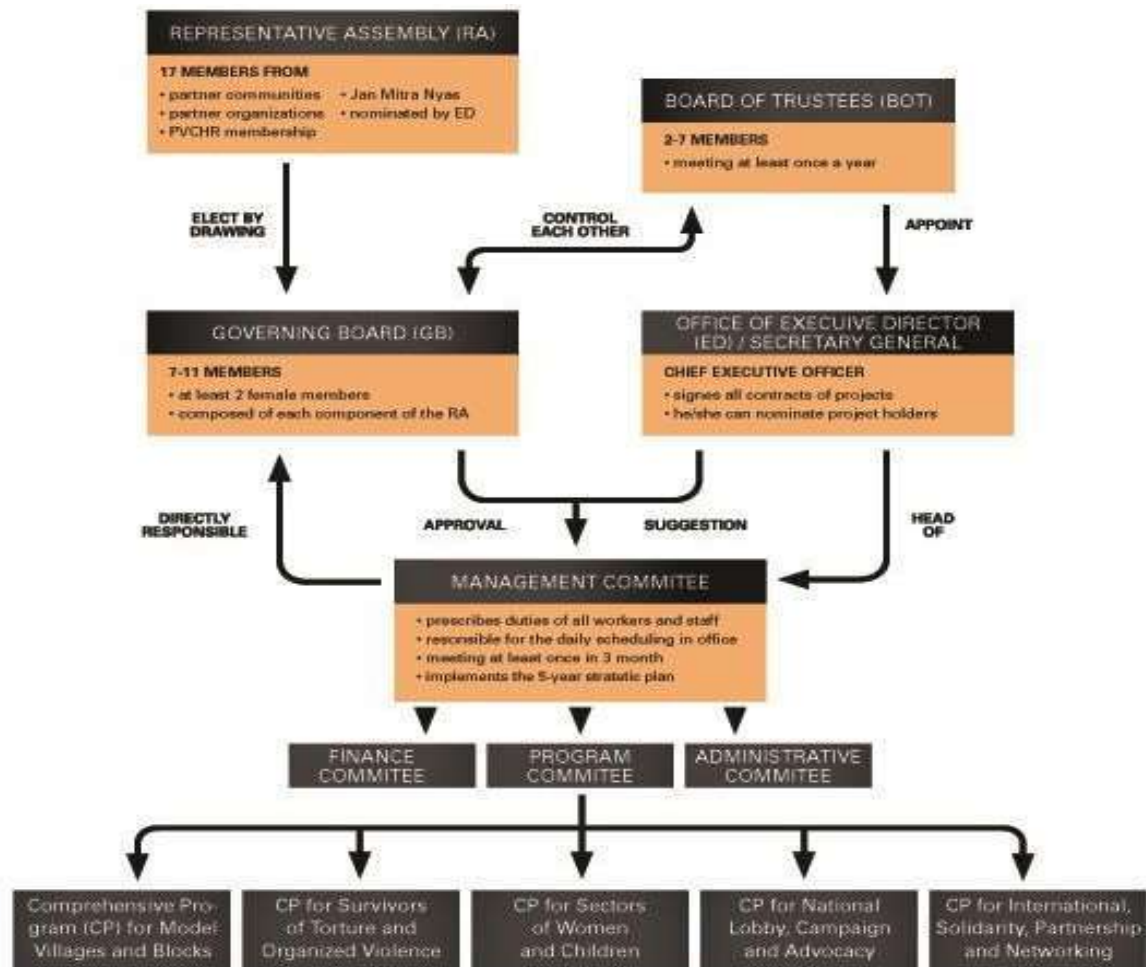 REPRESENTATIVE ASSEMBLY (RA)
17 MEMBERS FROM
• partner communities • Jan Mitra Nyas
• partner organizations • nominated by ED
• PVCHR membership
BOARD OF TRUSTEES (BOT)
2-7 MEMBERS
• meeting at least once a year
ELECT BY
DRAWING
CONTROL
EACH OTHER
APPOINT
GOVERNING BOARD (GB)
7-11 MEMBERS
• at least 2 female members
• composed of each component of the RA
OFFICE OF EXECUIVE DIRECTOR
(ED) / SECRETARY GENERAL
CHIEF EXECUTIVE OFFICER
• signes all contracts of projects
• he/she can nominate project holders
DIRECTLY
RESPONSIBLE
APPROVAL
SUGGESTION
HEAD
OF
MANAGEMENT COMMITEE
• prescribes duties of all workers and staff
• resonsible for the daily scheduling in office
• meeting at least once in 3 month
• implements the 5-year stratetic plan
FINANCE
COMMITEE
PROGRAM
COMMITEE
ADMINISTRATIVE
COMMITEE
Comprehensive Pro-
gram (CP) for Model
Villages and Blocks
CP for Survivors
of Torture and
Organized Violence
CP for Sectors
of Women
and Children
CP for National
Lobby, Campaign
and Advocacy
CP for International,
Solidarity, Partnership
and Networking